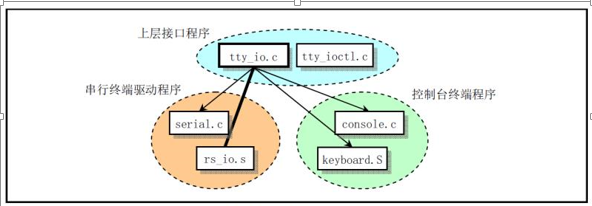 上层接口程序
tty_io.c
tty_ioctl.c
串行终端驱动程序
控制台终端程序
serial.c
console.c
rs_io.s
keyboard.S